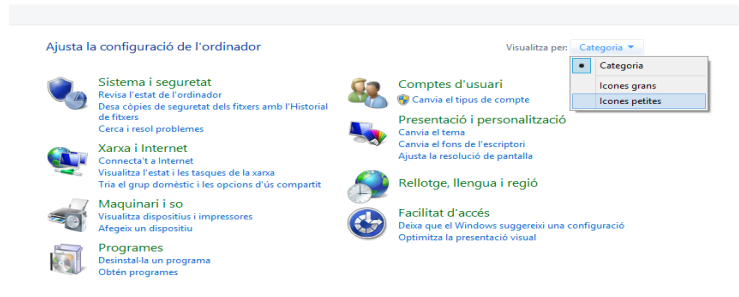 Ajusta la configuració de l'ordinador
Visualitza per: Categoria
Categoria
Icones grans
Icones petites
Sistema i seguretat
Revisa l'estat de l'ordinador
Desa còpies de seguretat dels fitxers amb l'Historial
de fitxers
Cerca i resol problemes
Xarxa i Internet
Connecta't a Internet
Visualitza l'estat i les tasques de la xarxa
Tria el grup domèstic i les opcions d'ús compartit
Maquinari i so
Visualitza dispositius i impressores
Afegeix un dispositiu
Programes
Desinstal·la un programa
Obtén programes
Comptes d'usuari
Canvia el tipus de compte
Presentació i personalització
Canvia el tema
Canvia el fons de l'escriptori
Ajusta la resolució de pantalla
Rellotge, llengua i regió
Facilitat d'accés
Deixa que el Windows suggereixi una configuració
Optimitza la presentació visual